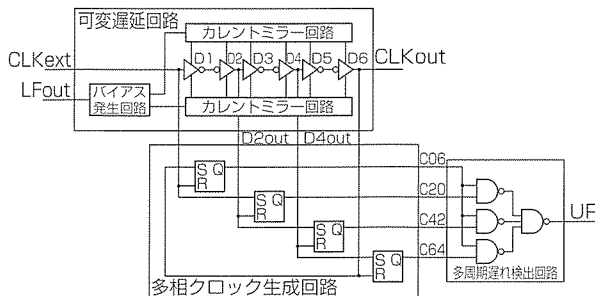 可変遅延回路
カレントミラー回路
CLKext
D1 D2 D3 D4 D5 D6
CLKout
LFout
バイアス
発生回路
カレントミラー回路
D2out D4out
C06
S Q
R
C20
S Q
R
C42
S Q
R
C64
S Q
R
UP
多周期遅れ検出回路
多相クロック生成回路